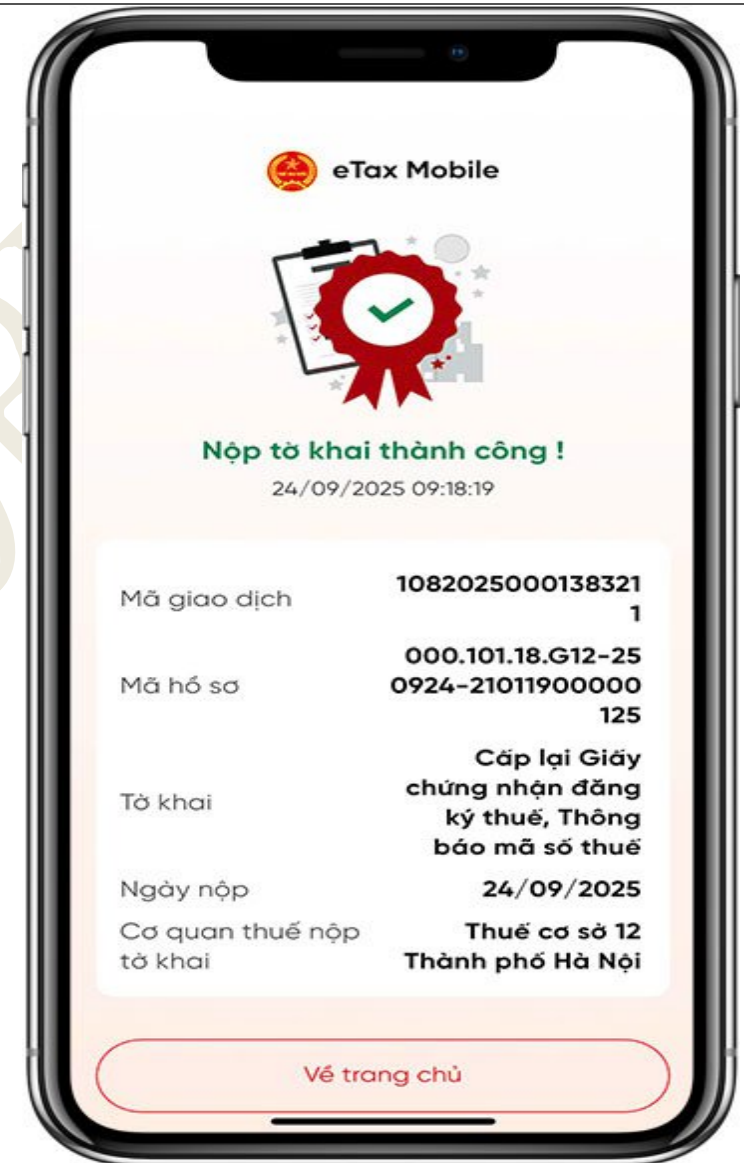 eTax Mobile
Nộp tờ khai thành công !
24/09/2025 09:18:19
Mã giao dịch
1082025000138321
1
Mã hồ sơ
000.101.18.G12-25
0924-21011900000
125
Tờ khai
Cấp lại Giấy
chứng nhận đăng
ký thuế, Thông
báo mã số thuế
Ngày nộp
24/09/2025
Cơ quan thuế nộp
tờ khai
Thuế cơ sở 12
Thành phố Hà Nội
Về trang chủ